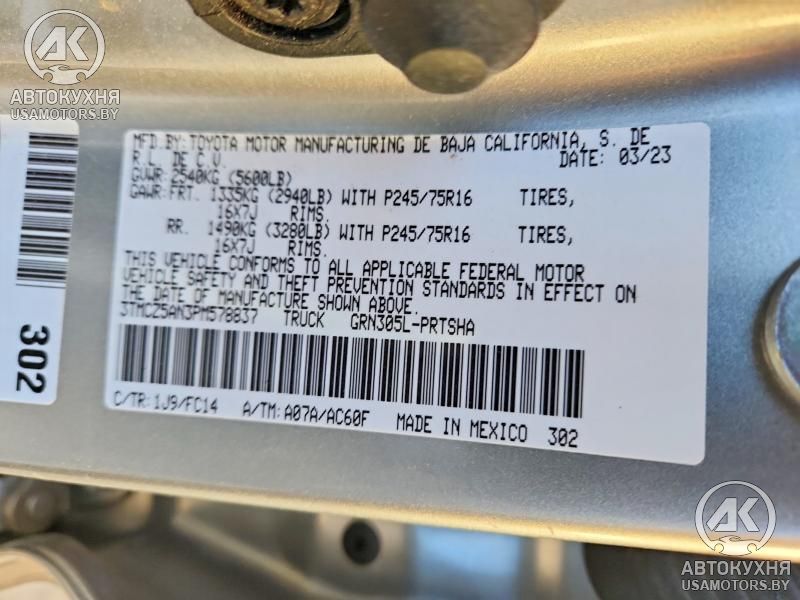 AK
АВТОКУХНЯ
USAMOTORS.BY
MFD.BY:TOYOTA MOTOR MANUFACTURING DE BAJA CALIFORNIA, S. DE
R.L. DE C.V. DATE: 03/23
GVWR:2540KG (5600LB)
GAWR:FRT. 1335KG (2940LB) WITH P245/75R16 TIRES,
16X7J RIMS.
RR. 1490KG (3280LB) WITH P245/75R16 TIRES,
16X7J RIMS.
THIS VEHICLE CONFORMS TO ALL APPLICABLE FEDERAL MOTOR
VEHICLE SAFETY AND THEFT PREVENTION STANDARDS IN EFFECT ON
THE DATE OF MANUFACTURE SHOWN ABOVE.
3TMCZ5AN3PM578837 TRUCK GRN305L-PRTSHA
C/TR:1J9/FC14 A/TM:A07A/AC60F MADE IN MEXICO 302
302
AK
АВТОКУХНЯ
USAMOTORS.BY